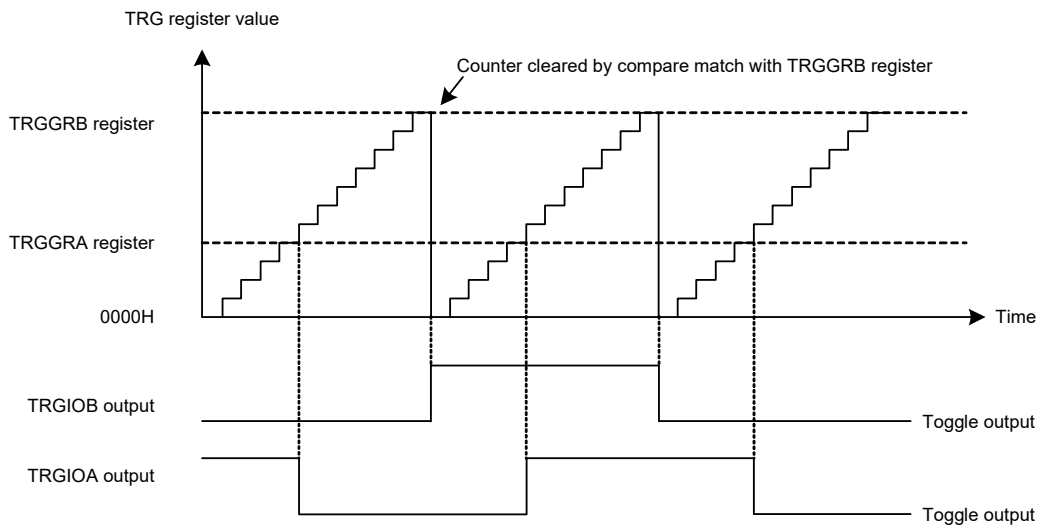 TRG register value
Counter cleared by compare match with TRGGRB register
TRGGRB register
TRGGRA register
0000H
Time
TRGIOB output
Toggle output
TRGIOA output
Toggle output